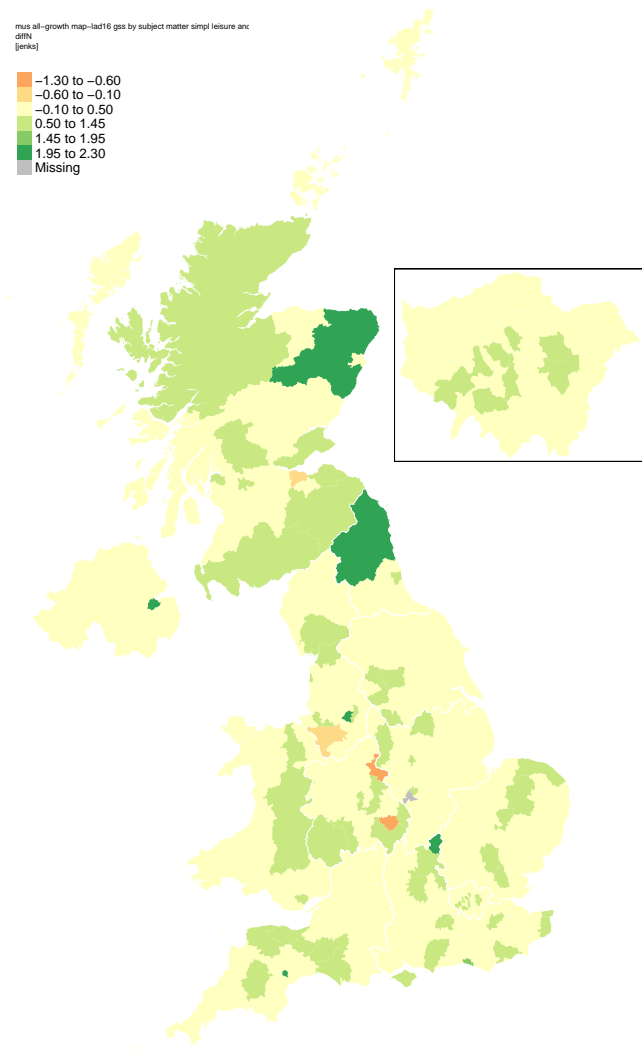 mus all−growth map−lad16 gss by subject matter simpl leisure and
diffN
[jenks]
−1.30 to −0.60
−0.60 to −0.10
−0.10 to 0.50
0.50 to 1.45
1.45 to 1.95
1.95 to 2.30
Missing